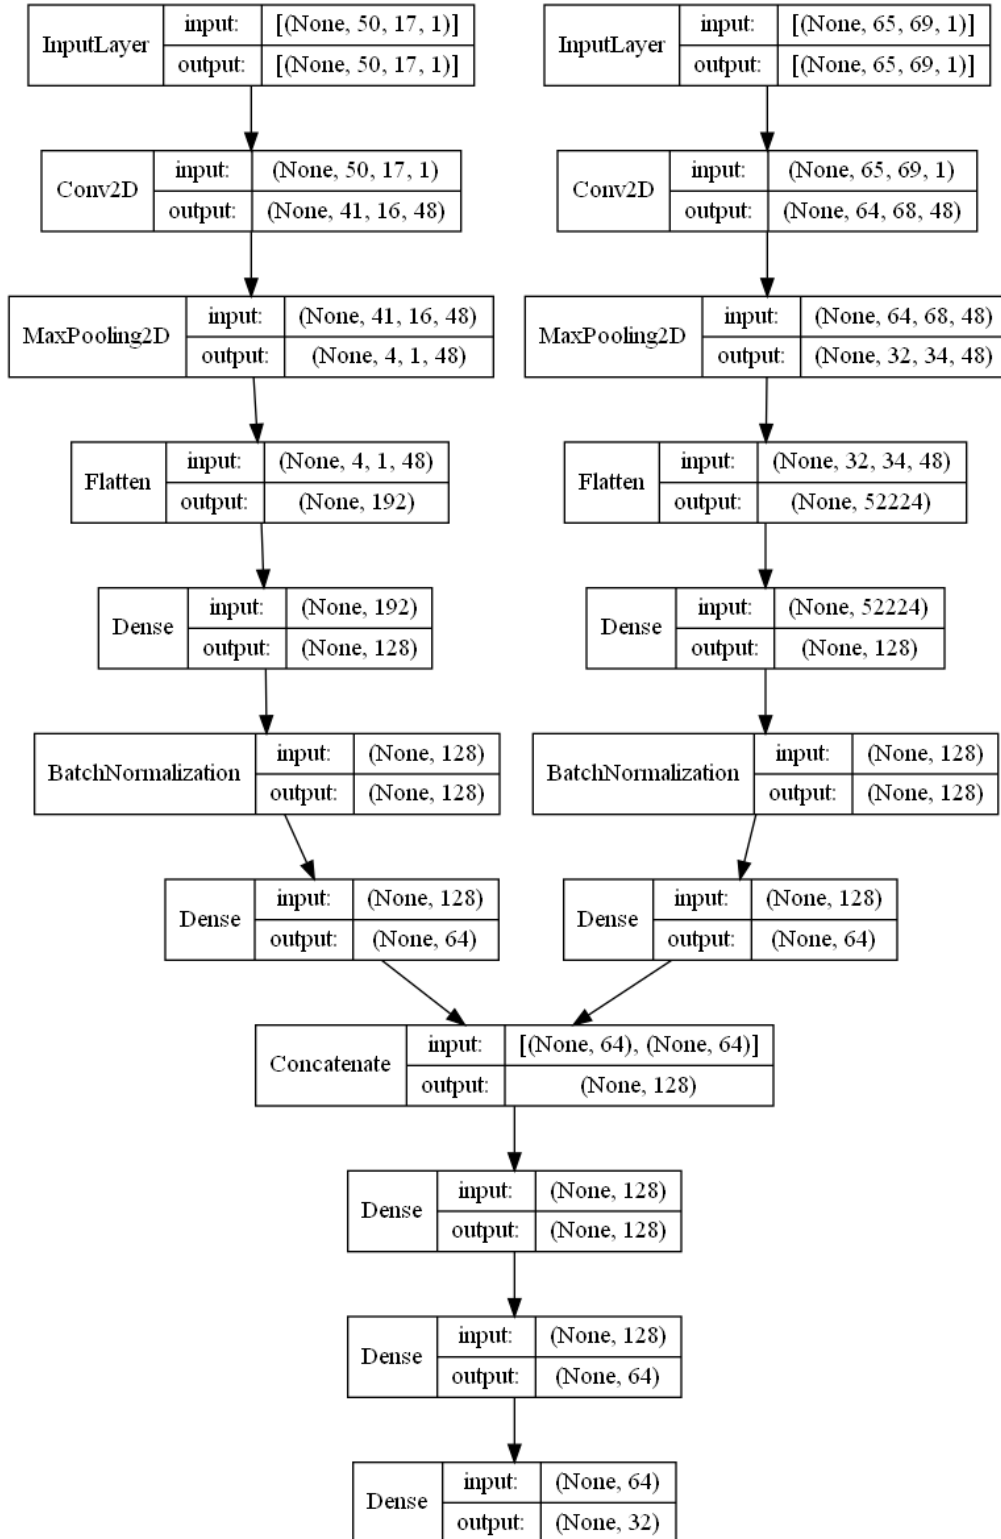 InputLayer
input: [(None, 50, 17, 1)]
output: [(None, 50, 17, 1)]
InputLayer
input: [(None, 65, 69, 1)]
output: [(None, 65, 69, 1)]
Conv2D
input: (None, 50, 17, 1)
output: (None, 41, 16, 48)
Conv2D
input: (None, 65, 69, 1)
output: (None, 64, 68, 48)
MaxPooling2D
input: (None, 41, 16, 48)
output: (None, 4, 1, 48)
MaxPooling2D
input: (None, 64, 68, 48)
output: (None, 32, 34, 48)
Flatten
input: (None, 4, 1, 48)
output: (None, 192)
Flatten
input: (None, 32, 34, 48)
output: (None, 52224)
Dense
input: (None, 192)
output: (None, 128)
Dense
input: (None, 52224)
output: (None, 128)
BatchNormalization
input: (None, 128)
output: (None, 128)
BatchNormalization
input: (None, 128)
output: (None, 128)
Dense
input: (None, 128)
output: (None, 64)
Dense
input: (None, 128)
output: (None, 64)
Concatenate
input: [(None, 64), (None, 64)]
output: (None, 128)
Dense
input: (None, 128)
output: (None, 128)
Dense
input: (None, 128)
output: (None, 64)
Dense
input: (None, 64)
output: (None, 32)